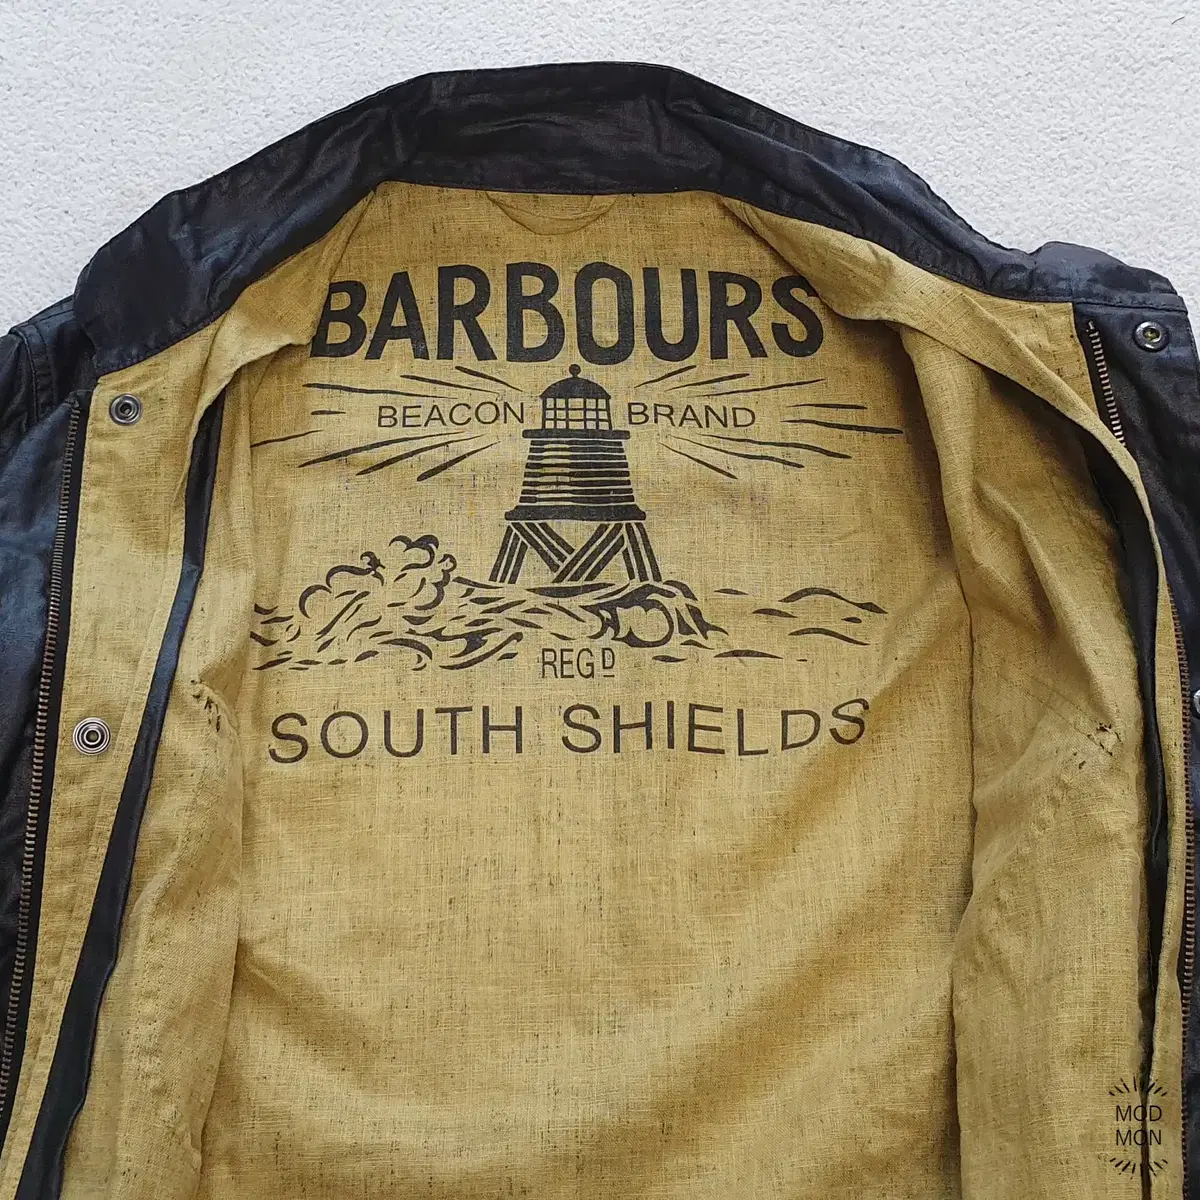 BARBOURS
BEACON BRAND
REGD
SOUTH SHIELDS
MOD
MON